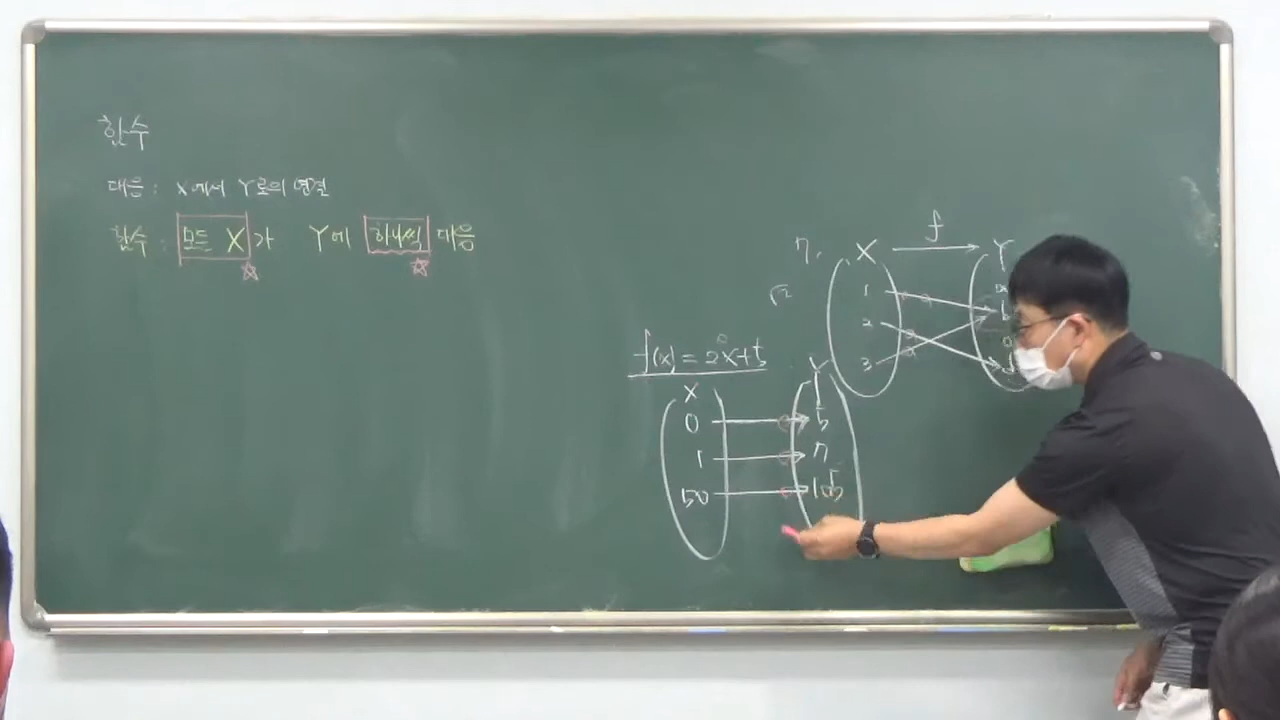 함수
대응 : X에서 Y로의 연결
함수 : 모든 X가 Y에 하나씩 대응
7. X f Y
1 b
2 d
3
f(x) = 2x+5
X Y
0 5
1 7
50 105